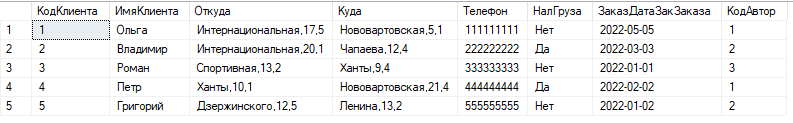 КодКлиента ИмяКлиента Откуда Куда Телефон НалГруза ЗаказДатаЗакЗаказа КодАвтор
1 1 Ольга Интернациональная,17,5 Нововартовская,5,1 111111111 Нет 2022-05-05 1
2 2 Владимир Интернациональная,20,1 Чапаева,12,4 222222222 Да 2022-03-03 2
3 3 Роман Спортивная,13,2 Ханты,9,4 333333333 Нет 2022-01-01 3
4 4 Петр Ханты,10,1 Нововартовская,21,4 444444444 Да 2022-02-02 1
5 5 Григорий Дзержинского,12,5 Ленина,13,2 555555555 Нет 2022-01-02 2